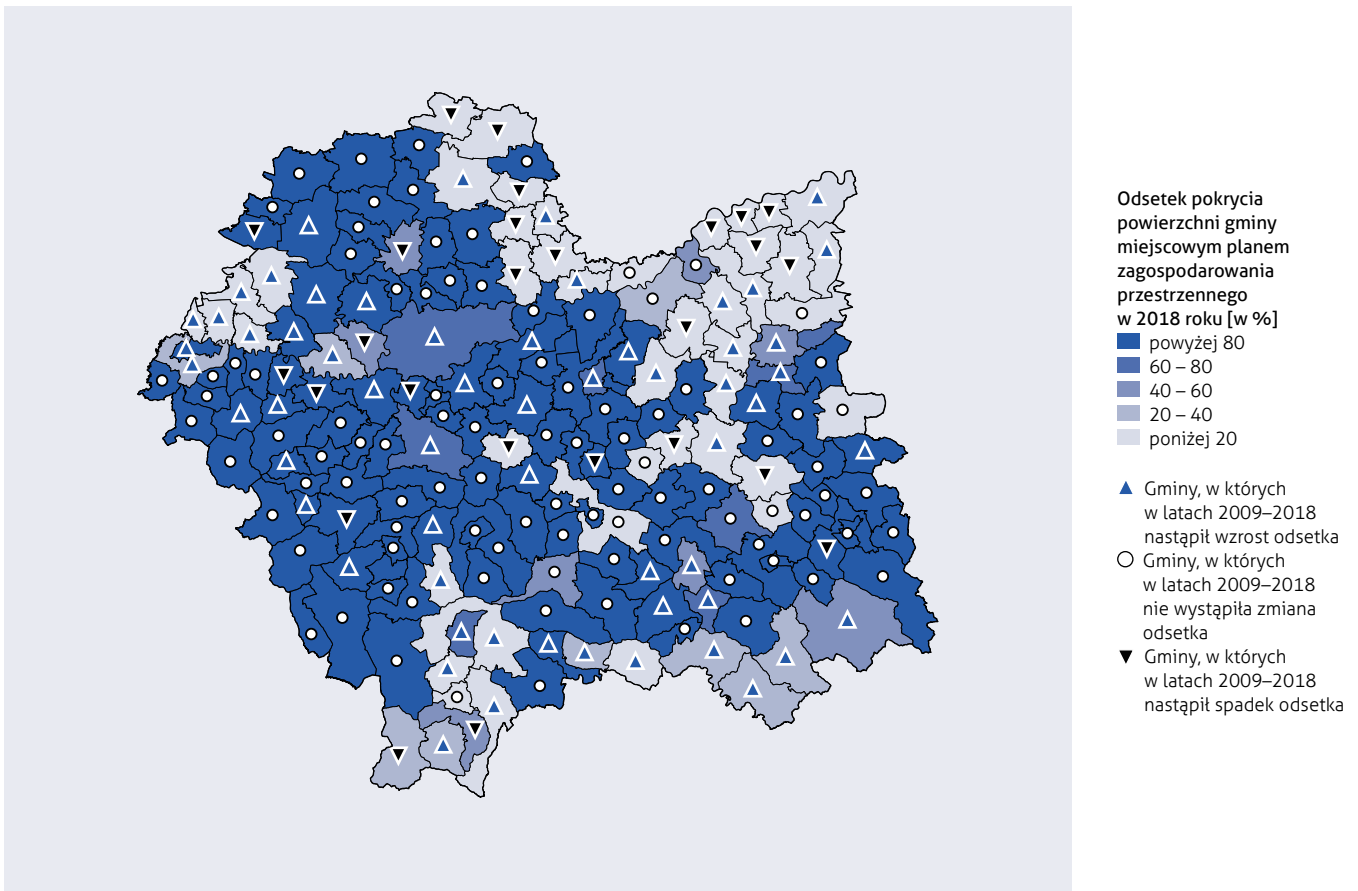 Odsetek pokrycia
powierzchni gminy
miejscowym planem
zagospodarowania
przestrzennego
w 2018 roku [w %]
powyżej 80
60 – 80
40 – 60
20 – 40
poniżej 20
Gminy, w których
w latach 2009–2018
nastąpił wzrost odsetka
Gminy, w których
w latach 2009–2018
nie wystąpiła zmiana
odsetka
Gminy, w których
w latach 2009–2018
nastąpił spadek odsetka